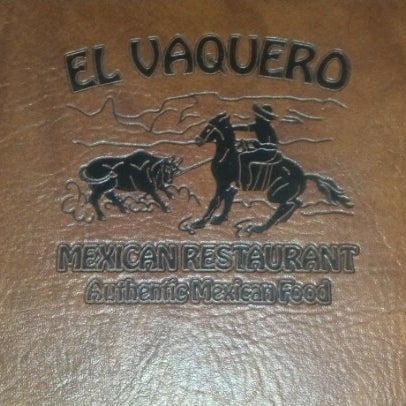 EL VAQUERO
MEXICAN RESTAURANT
Authentic Mexican Food